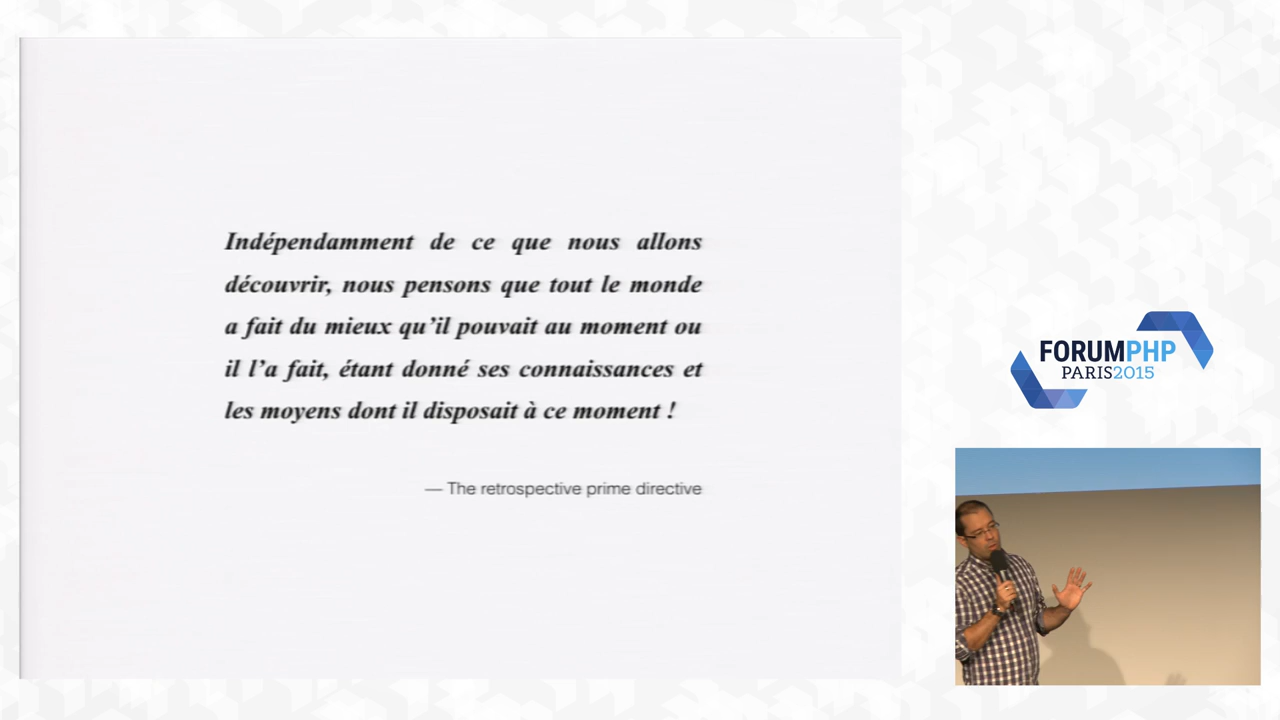 Indépendamment de ce que nous allons
découvrir, nous pensons que tout le monde
a fait du mieux qu’il pouvait au moment ou
il l’a fait, étant donné ses connaissances et
les moyens dont il disposait à ce moment !
— The retrospective prime directive
FORUMPHP
PARIS2015